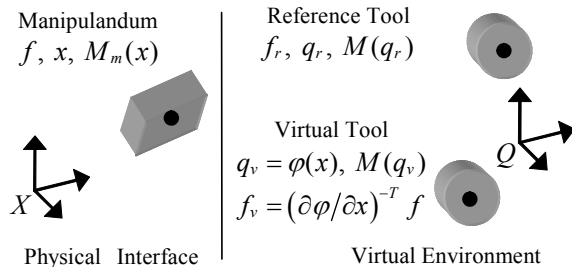 Manipulandum
f, x, M_m(x)
X
Physical Interface
Reference Tool
f_r, q_r, M(q_r)
Virtual Tool
q_v = φ(x), M(q_v)
f_v = (∂φ/∂x)^{-T} f
Q
Virtual Environment